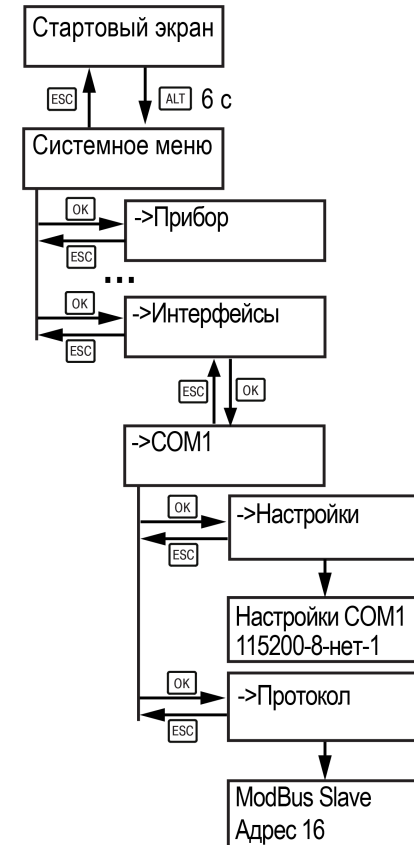 Стартовый экран
ESC
ALT 6 с
Системное меню
OK
->Прибор
ESC
...
OK
->Интерфейсы
ESC
ESC
OK
->COM1
OK
->Настройки
ESC
Настройки COM1
115200-8-нет-1
OK
->Протокол
ESC
ModBus Slave
Адрес 16